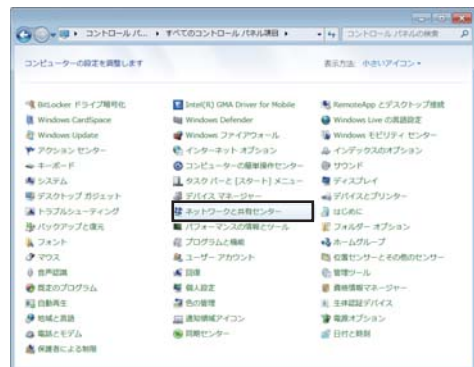 コントロール パ... ▸ すべてのコントロール パネル項目 ▸
コントロール パネルの検索
コンピューターの設定を調整します
表示方法: 小さいアイコン
BitLocker ドライブ暗号化
Intel(R) GMA Driver for Mobile
RemoteApp とデスクトップ接続
Windows CardSpace
Windows Defender
Windows Live の言語設定
Windows Update
Windows ファイアウォール
Windows モビリティ センター
アクション センター
インターネット オプション
インデックスのオプション
キーボード
コンピューターの簡単操作センター
サウンド
システム
タスク バーと [スタート] メニュー
ディスプレイ
デスクトップ ガジェット
デバイス マネージャー
デバイスとプリンター
トラブルシューティング
ネットワークと共有センター
はじめに
バックアップと復元
パフォーマンスの情報とツール
フォルダー オプション
フォント
プログラムと機能
ホームグループ
マウス
ユーザー アカウント
位置センサーとその他のセンサー
音声認識
回復
管理ツール
既定のプログラム
個人設定
資格情報マネージャー
自動再生
色の管理
生体認証デバイス
地域と言語
通知領域アイコン
電源オプション
電話とモデム
同期センター
日付と時刻
保護者による制限